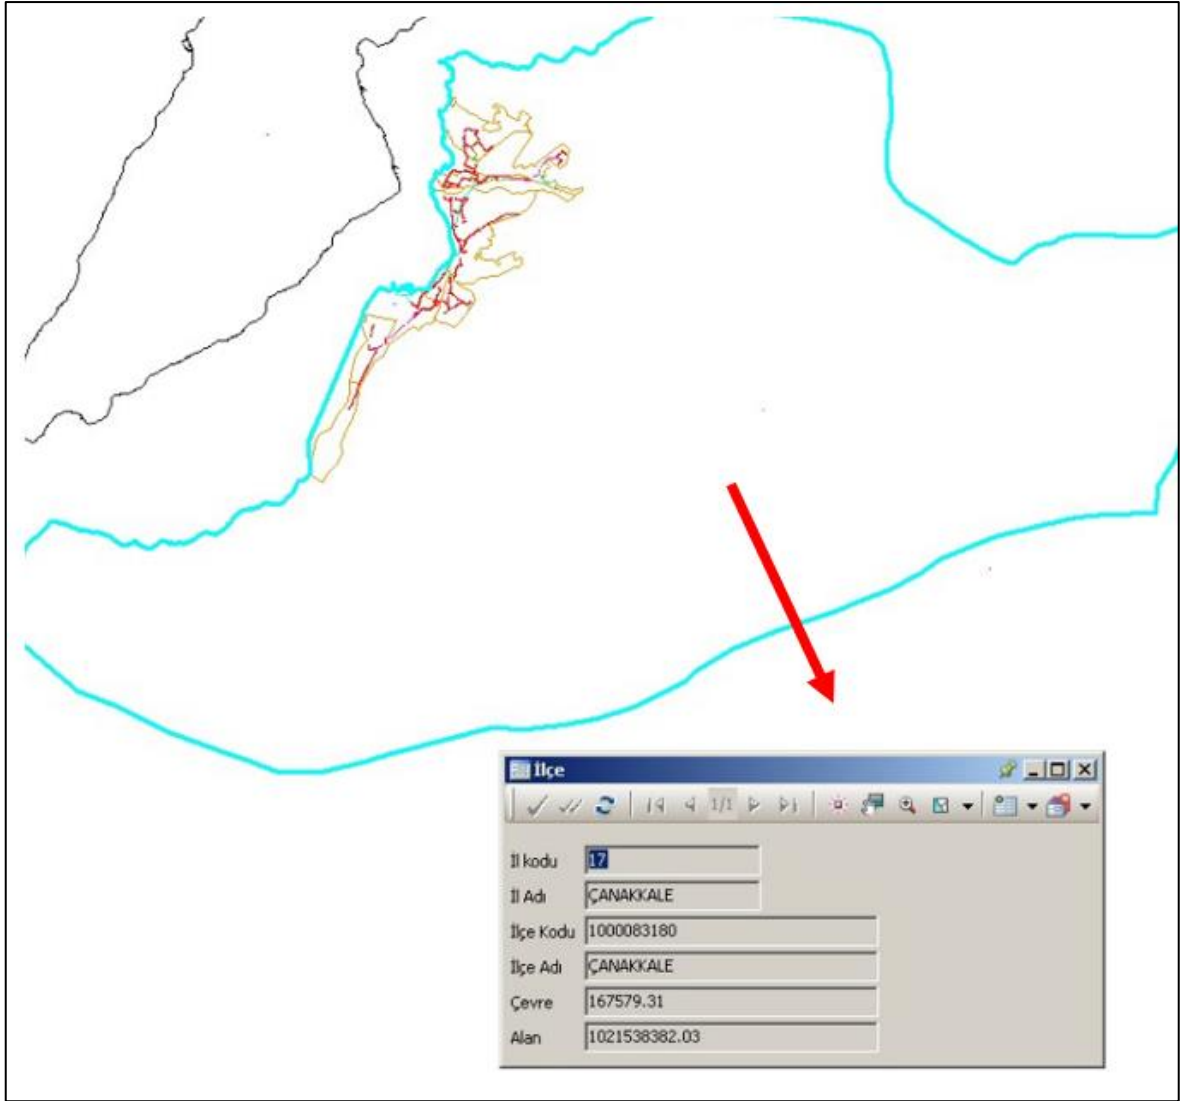 İlçe
1/1
İl kodu 17
İl Adı ÇANAKKALE
İlçe Kodu 1000083180
İlçe Adı ÇANAKKALE
Çevre 167579.31
Alan 1021538382.03